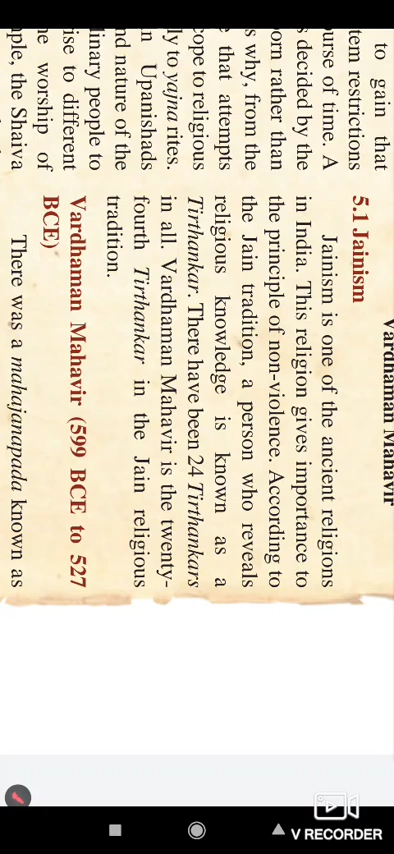 to gain that
tem restrictions
urse of time. A
s decided by the
orn rather than
s why, from the
e that attempts
cope to religious
ly to yajna rites.
n Upanishads
nd nature of the
linary people to
ise to different
ne worship of
ple, the Shaiva
Vardhaman Mahavir
5.1 Jainism
Jainism is one of the ancient religions
in India. This religion gives importance to
the principle of non-violence. According to
the Jain tradition, a person who reveals
religious knowledge is known as a
Tirthankar. There have been 24 Tirthankars
in all. Vardhaman Mahavir is the twenty-
fourth Tirthankar in the Jain religious
tradition.
Vardhaman Mahavir (599 BCE to 527
BCE)
There was a mahajanapada known as
V RECORDER